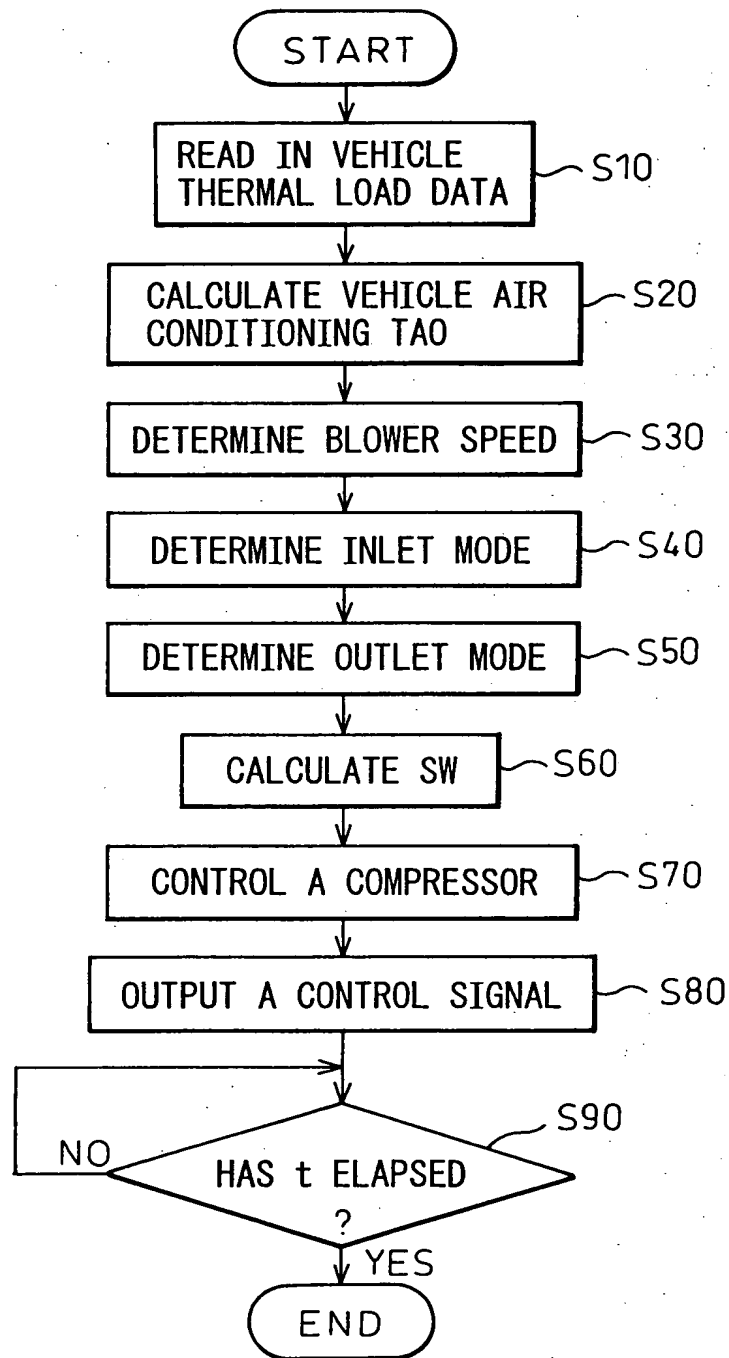 START
READ IN VEHICLE
THERMAL LOAD DATA
S10
CALCULATE VEHICLE AIR
CONDITIONING TAO
S20
DETERMINE BLOWER SPEED
S30
DETERMINE INLET MODE
S40
DETERMINE OUTLET MODE
S50
CALCULATE SW
S60
CONTROL A COMPRESSOR
S70
OUTPUT A CONTROL SIGNAL
S80
S90
NO
HAS t ELAPSED
?
YES
END